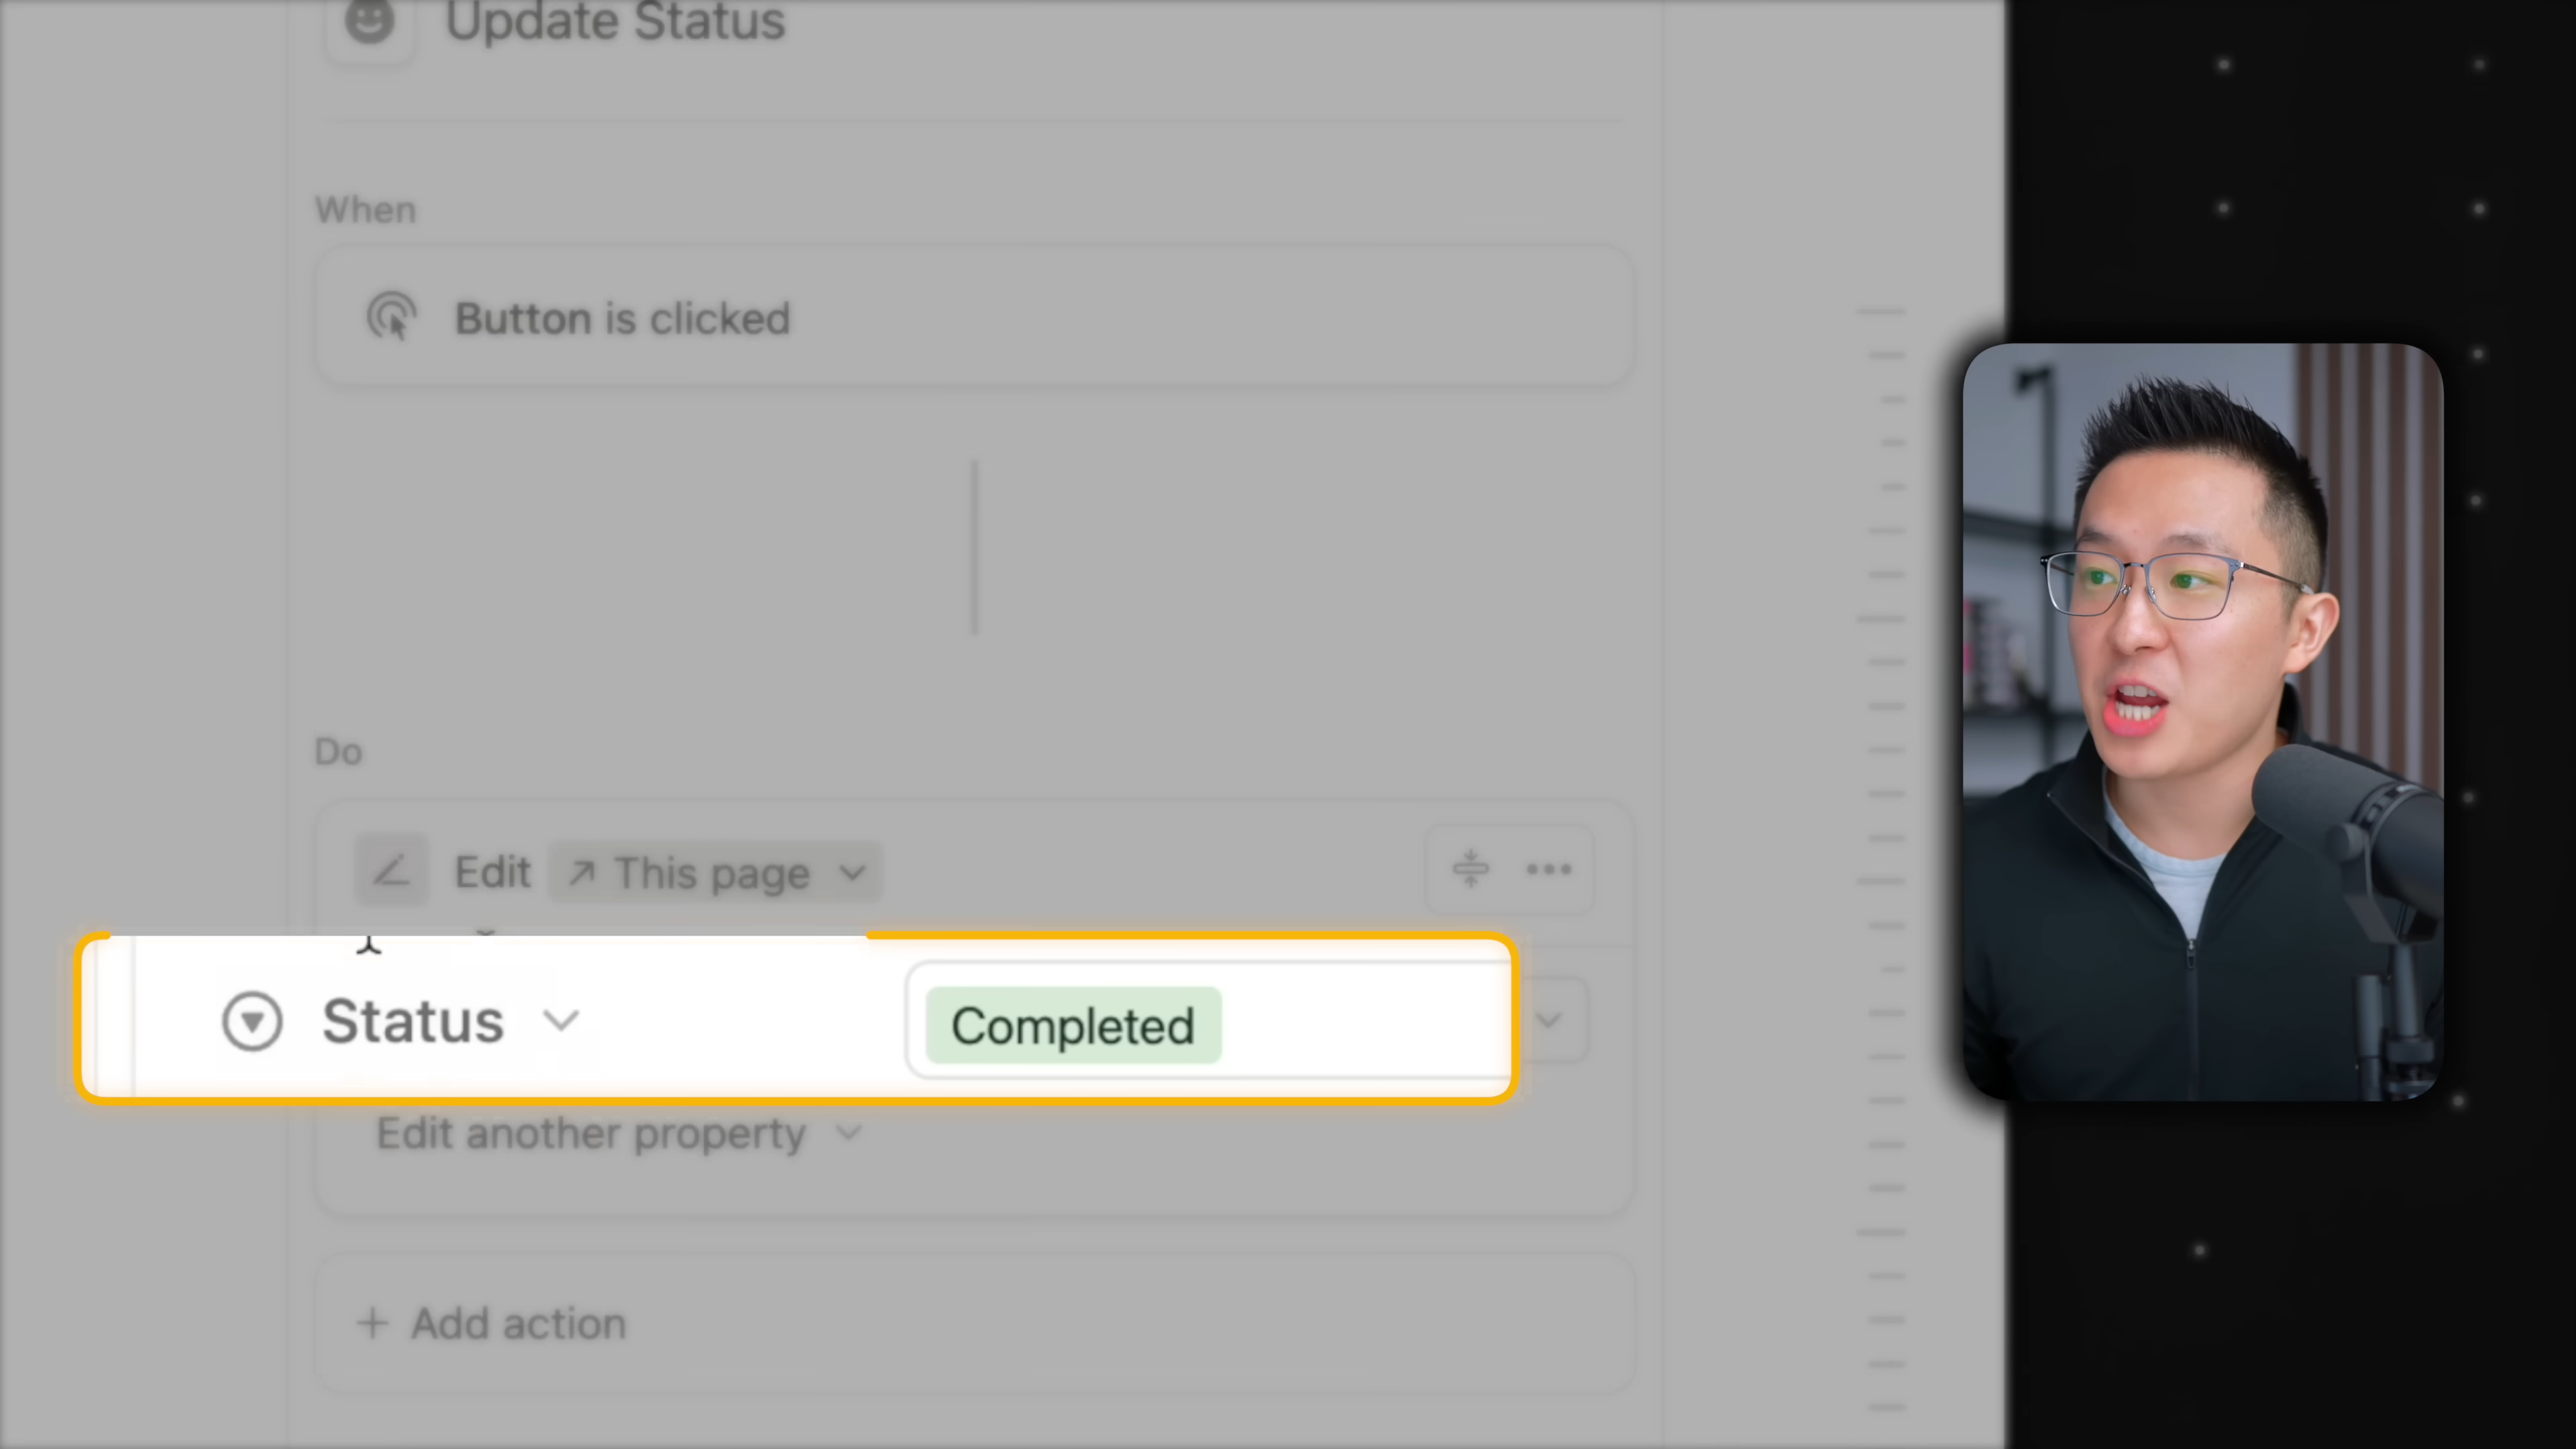 Update Status
When
Button is clicked
Do
Edit ↗ This page
Status
Completed
Edit another property
+ Add action